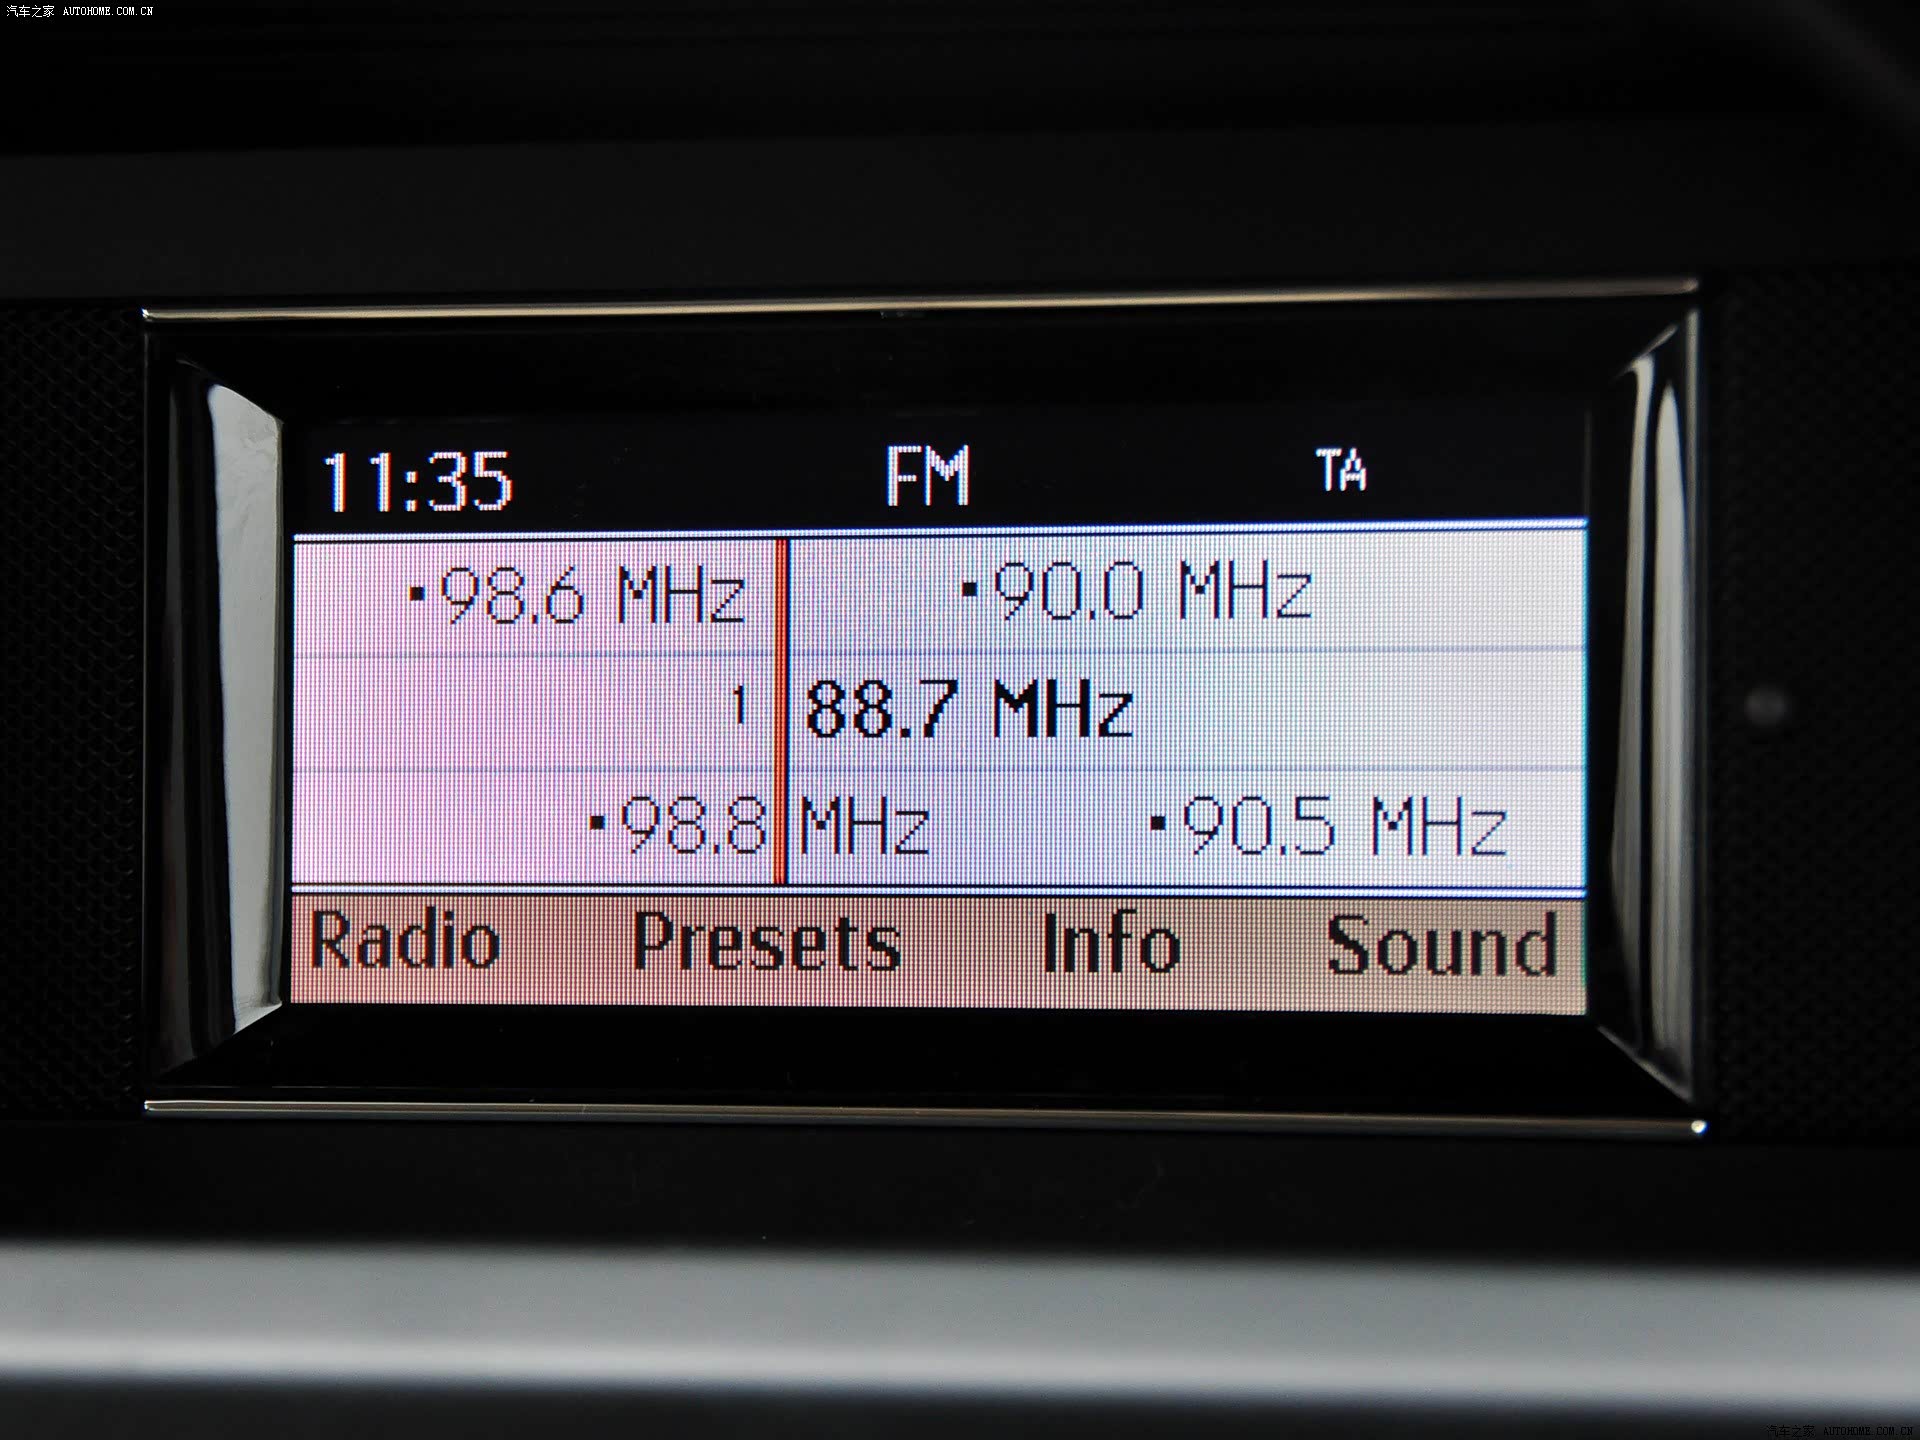 汽车之家 AUTOHOME.COM.CN
11:35 FM TA
▪98.6 MHz ▪90.0 MHz
1 88.7 MHz
▪98.8 MHz ▪90.5 MHz
Radio Presets Info Sound
汽车之家 AUTOHOME.COM.CN